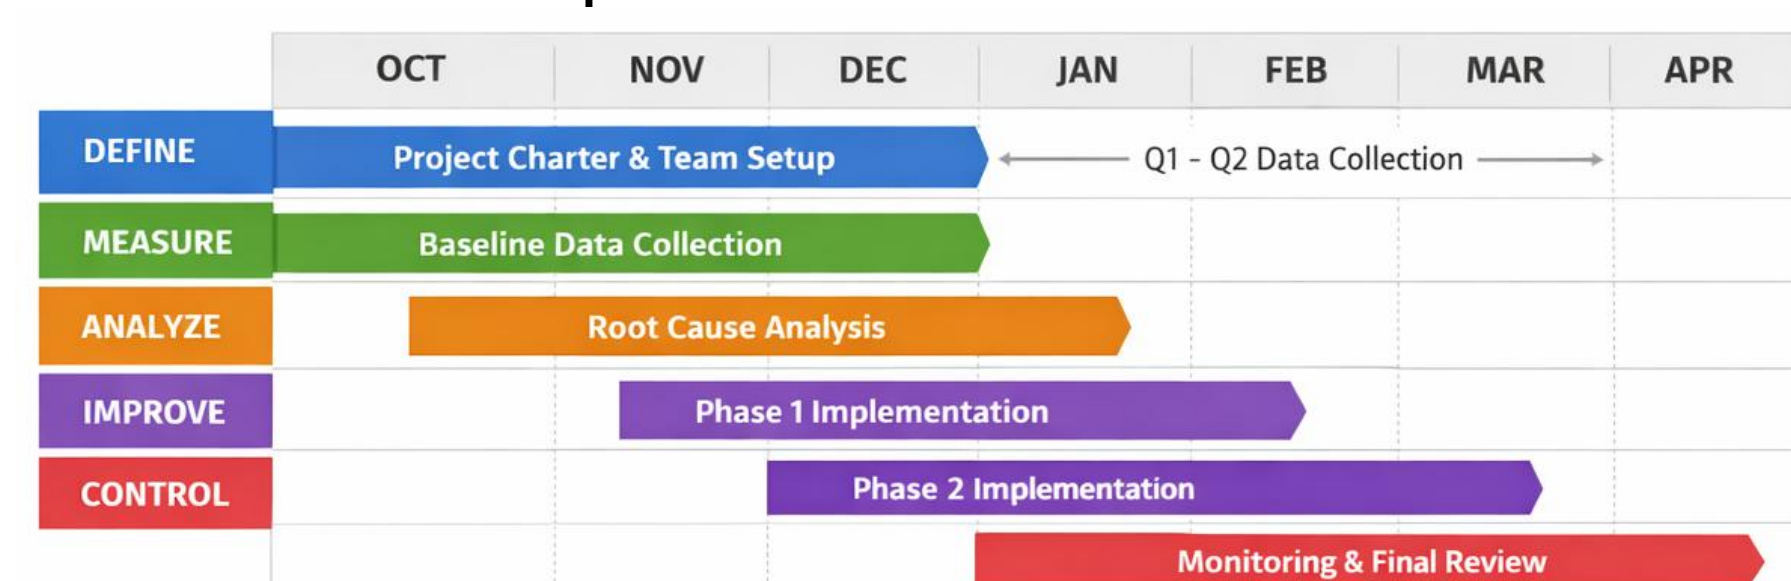 OCT NOV DEC JAN FEB MAR APR
DEFINE Project Charter & Team Setup Q1 - Q2 Data Collection
MEASURE Baseline Data Collection
ANALYZE Root Cause Analysis
IMPROVE Phase 1 Implementation
CONTROL Phase 2 Implementation
Monitoring & Final Review